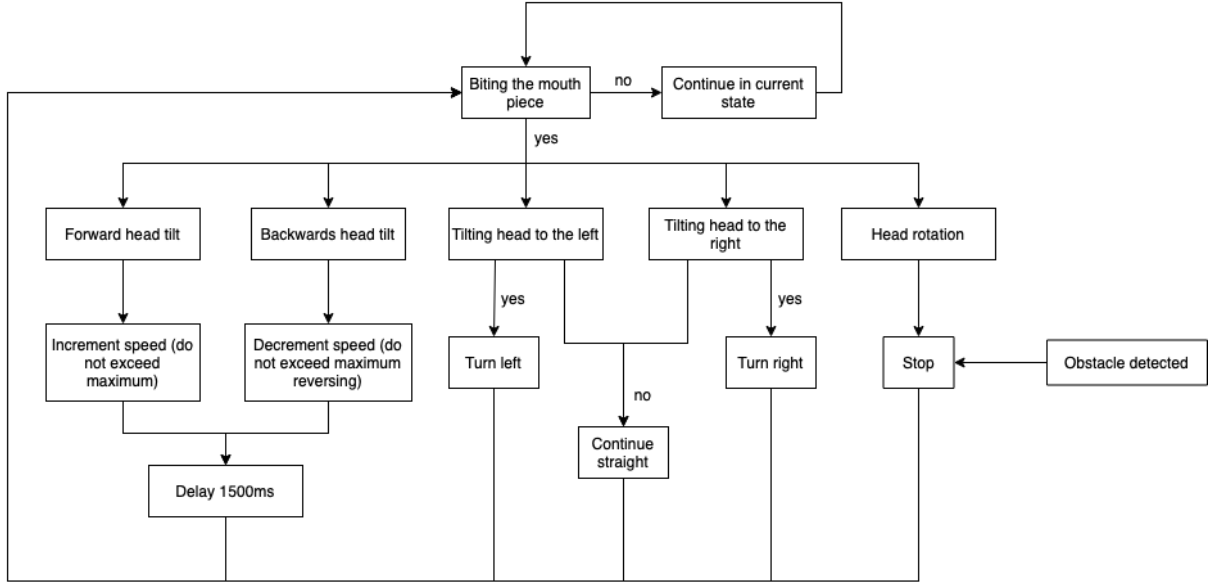 Biting the mouth
piece
no
Continue in current
state
yes
Forward head tilt
Backwards head tilt
Tilting head to the left
Tilting head to the
right
Head rotation
yes
yes
Increment speed (do
not exceed
maximum)
Decrement speed (do
not exceed maximum
reversing)
Turn left
Turn right
Stop
Obstacle detected
no
Continue
straight
Delay 1500ms